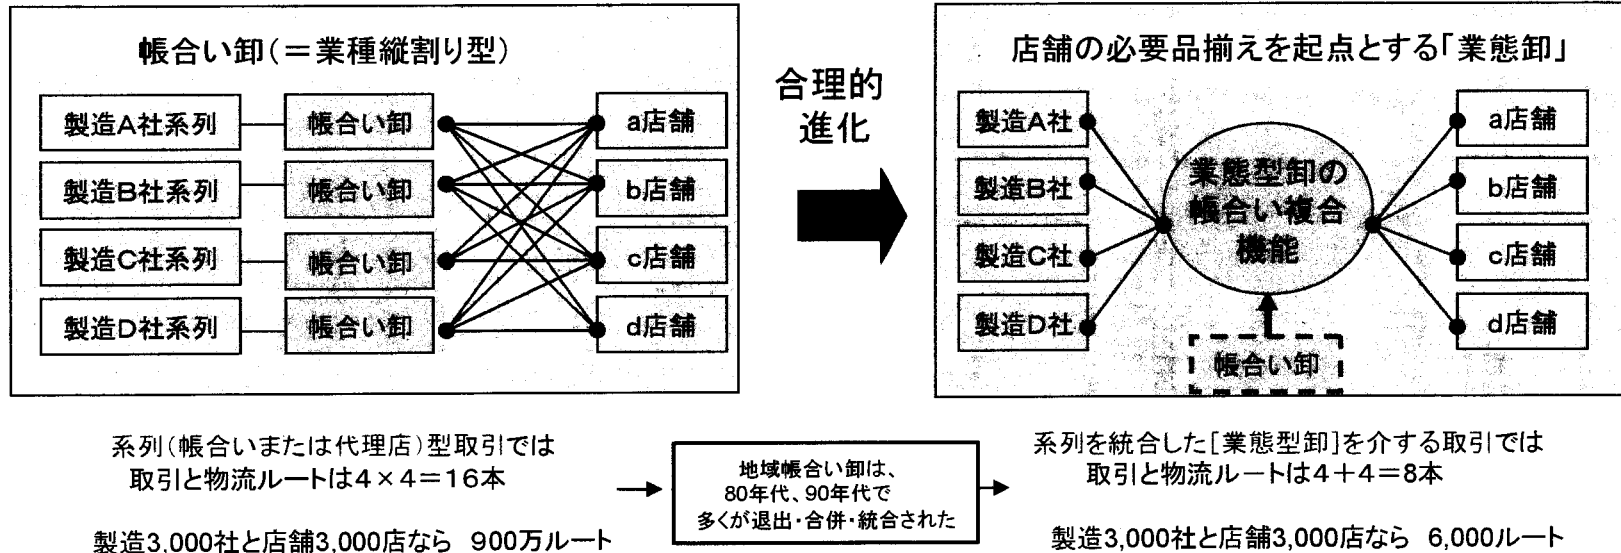 帳合い卸(＝業種縦割り型)
製造A社系列
帳合い卸
a店舗
製造B社系列
帳合い卸
b店舗
製造C社系列
帳合い卸
c店舗
製造D社系列
帳合い卸
d店舗
合理的
進化
店舗の必要品揃えを起点とする「業態卸」
製造A社
製造B社
製造C社
製造D社
業態型卸の
帳合い複合
機能
帳合い卸
a店舗
b店舗
c店舗
d店舗
系列(帳合いまたは代理店)型取引では
取引と物流ルートは4×4＝16本
製造3,000社と店舗3,000店なら 900万ルート
地域帳合い卸は、
80年代、90年代で
多くが退出・合併・統合された
系列を統合した[業態型卸]を介する取引では
取引と物流ルートは4＋4＝8本
製造3,000社と店舗3,000店なら 6,000ルート